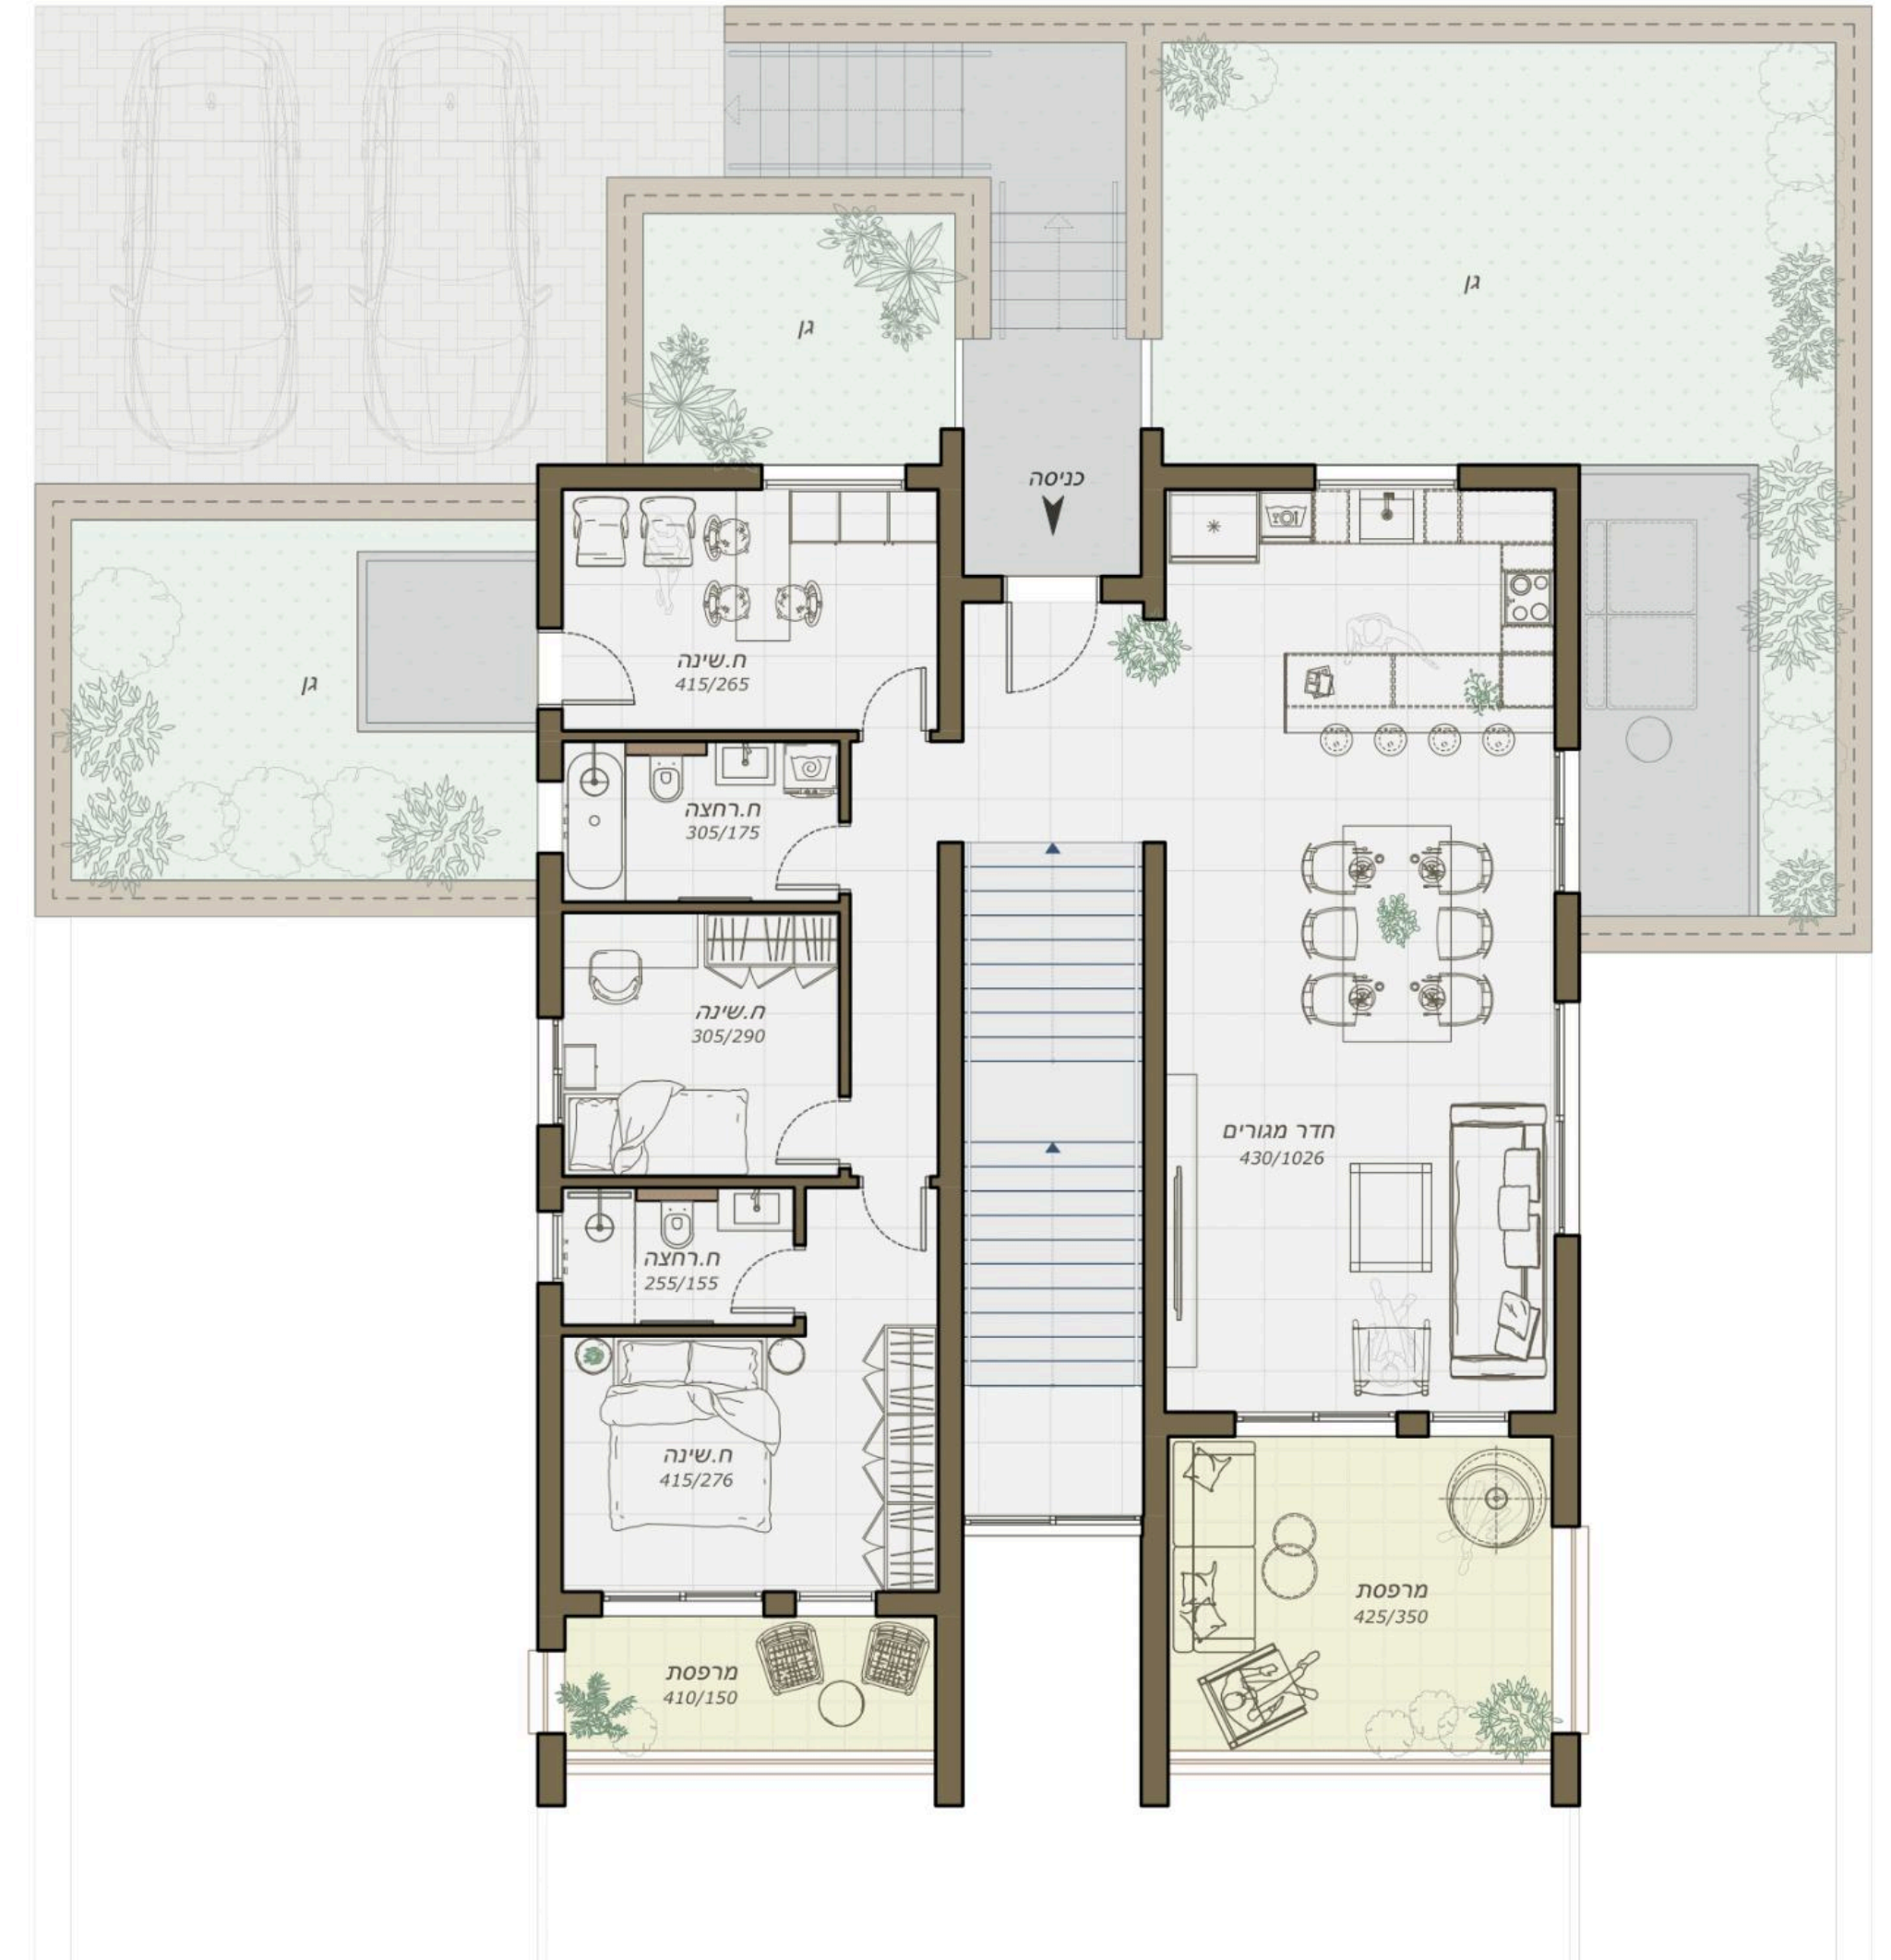 גן
גן
כניסה
ח.שינה
415/265
גן
ח.רחצה
305/175
ח.שינה
305/290
חדר מגורים
430/1026
ח.רחצה
255/155
ח.שינה
415/276
מרפסת
425/350
מרפסת
410/150